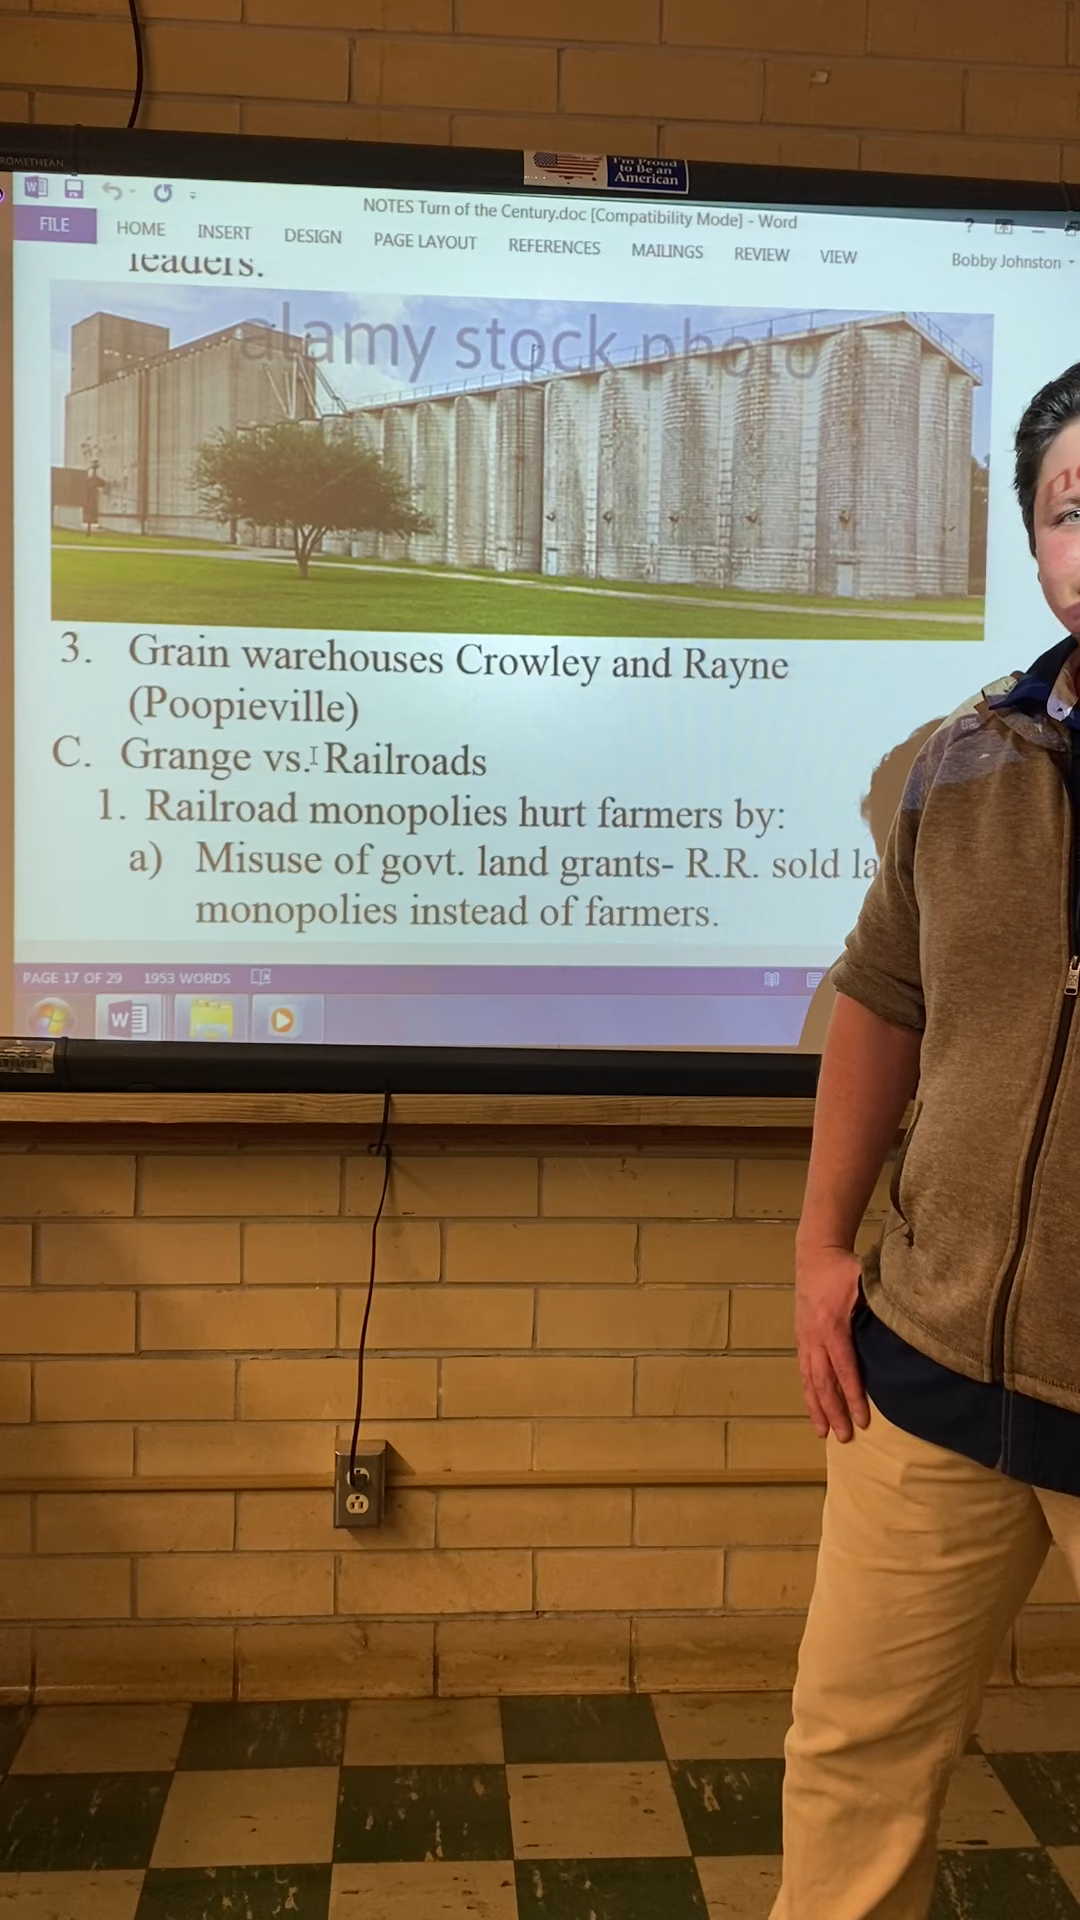 PROMETHEAN
I'm Proud
to Be an
American
NOTES Turn of the Century.doc [Compatibility Mode] - Word
FILE HOME INSERT DESIGN PAGE LAYOUT REFERENCES MAILINGS REVIEW VIEW
Bobby Johnston
leaders.
alamy stock photo
3. Grain warehouses Crowley and Rayne
(Poopieville)
C. Grange vs. Railroads
1. Railroad monopolies hurt farmers by:
a) Misuse of govt. land grants- R.R. sold la
monopolies instead of farmers.
PAGE 17 OF 29 1953 WORDS